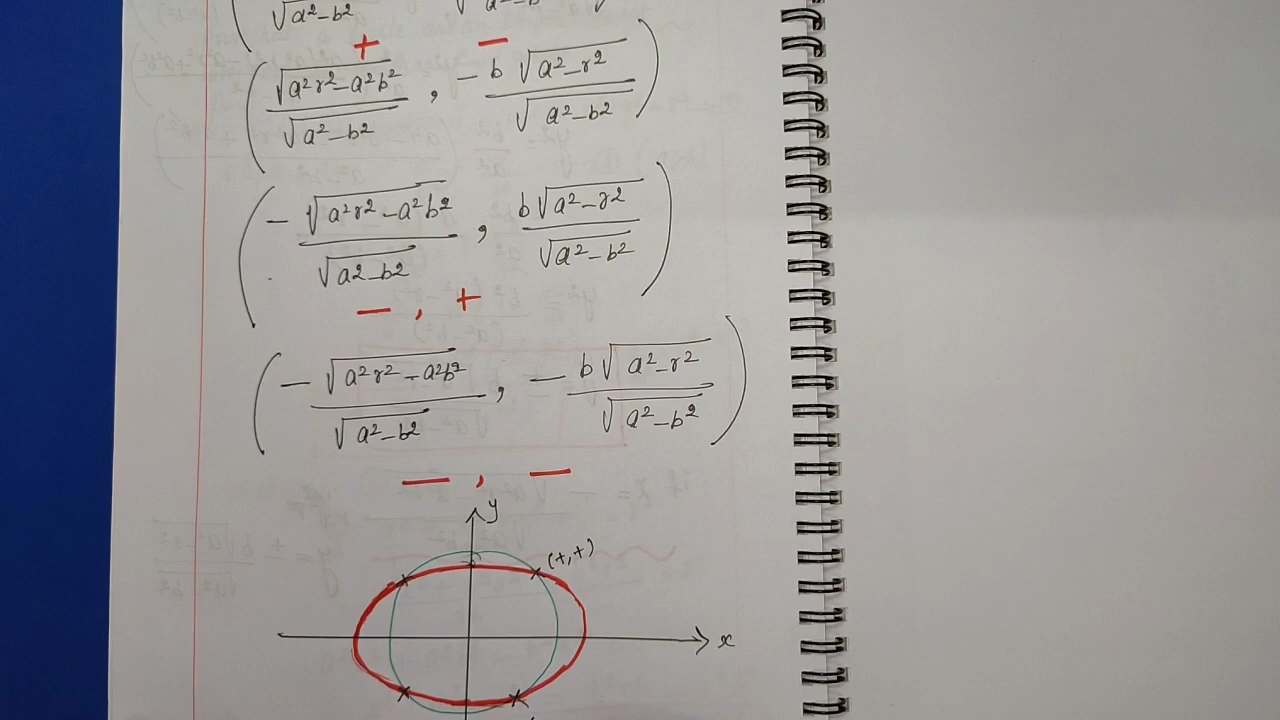 √a²-b²
+ -
(√a²r²-a²b²/√a²-b², -b√a²-r²/√a²-b²)
(-√a²r²-a²b²/√a²-b², b√a²-r²/√a²-b²)
- , +
(-√a²r²-a²b²/√a²-b², -b√a²-r²/√a²-b²)
- , -
y
(+,+)
x